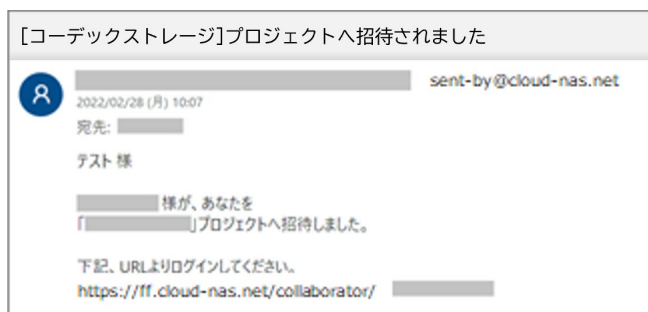 [コーデックストレージ]プロジェクトへ招待されました
sent-by@cloud-nas.net
2022/02/28 (月) 10:07
宛先:
テスト 様
様が、あなたを
「」プロジェクトへ招待しました。
下記、URLよりログインしてください。
https://ff.cloud-nas.net/collaborator/